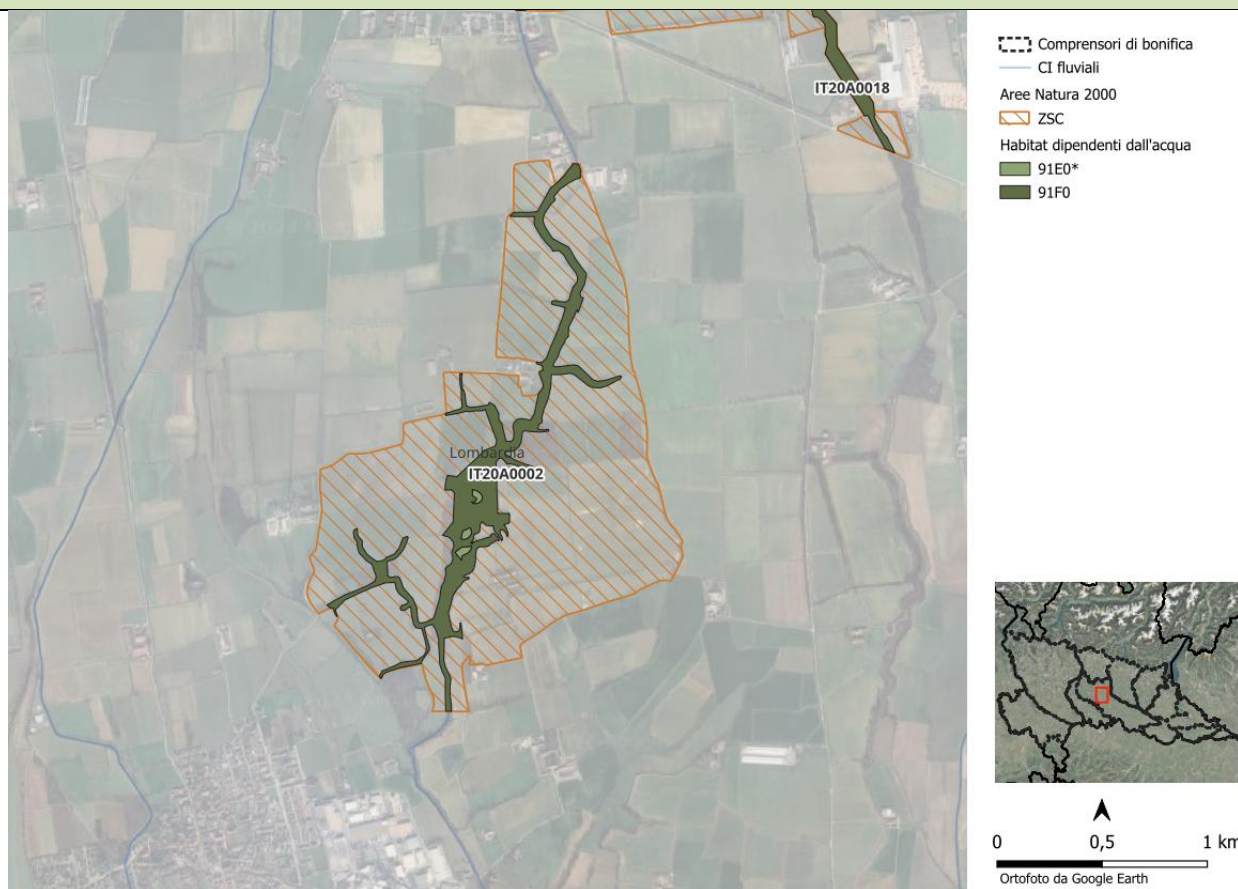 IT20A0018
Lombardia
IT20A0002
Comprensori di bonifica
CI fluviali
Aree Natura 2000
ZSC
Habitat dipendenti dall'acqua
91E0*
91F0
0 0,5 1 km
Ortofoto da Google Earth